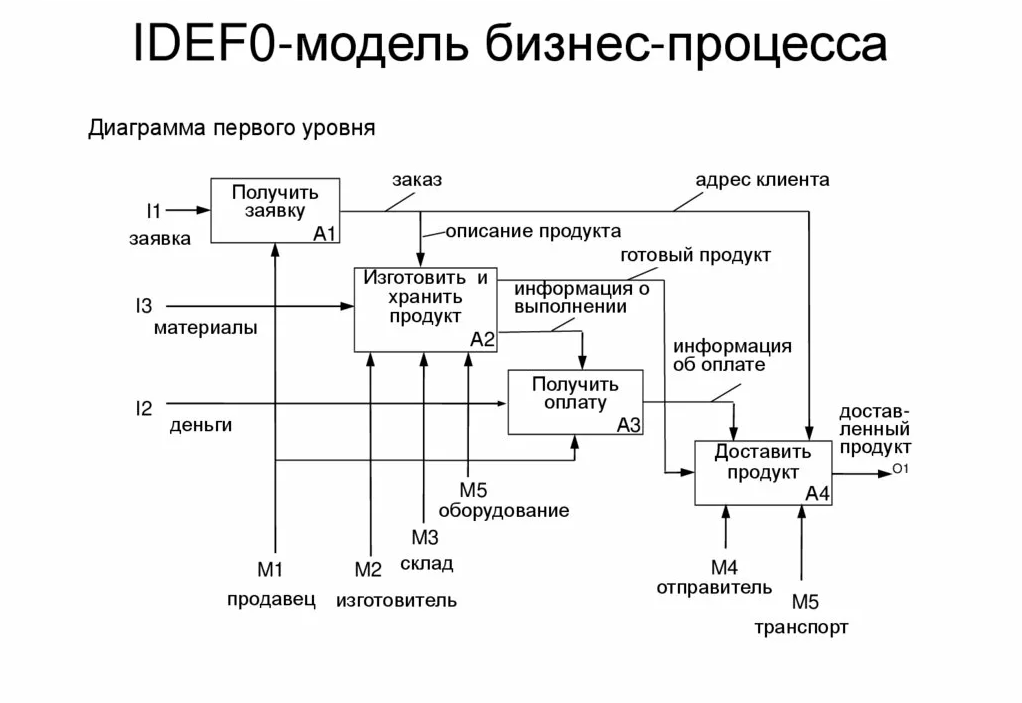 IDEF0-модель бизнес-процесса
Диаграмма первого уровня
Получить
заявку
A1
I1
заявка
заказ
адрес клиента
описание продукта
готовый продукт
Изготовить и
хранить
продукт
A2
I3
материалы
информация о
выполнении
информация
об оплате
Получить
оплату
A3
I2
деньги
достав-
ленный
продукт
O1
Доставить
продукт
A4
M5
оборудование
M3
склад
M1
продавец
M2
изготовитель
M4
отправитель
M5
транспорт